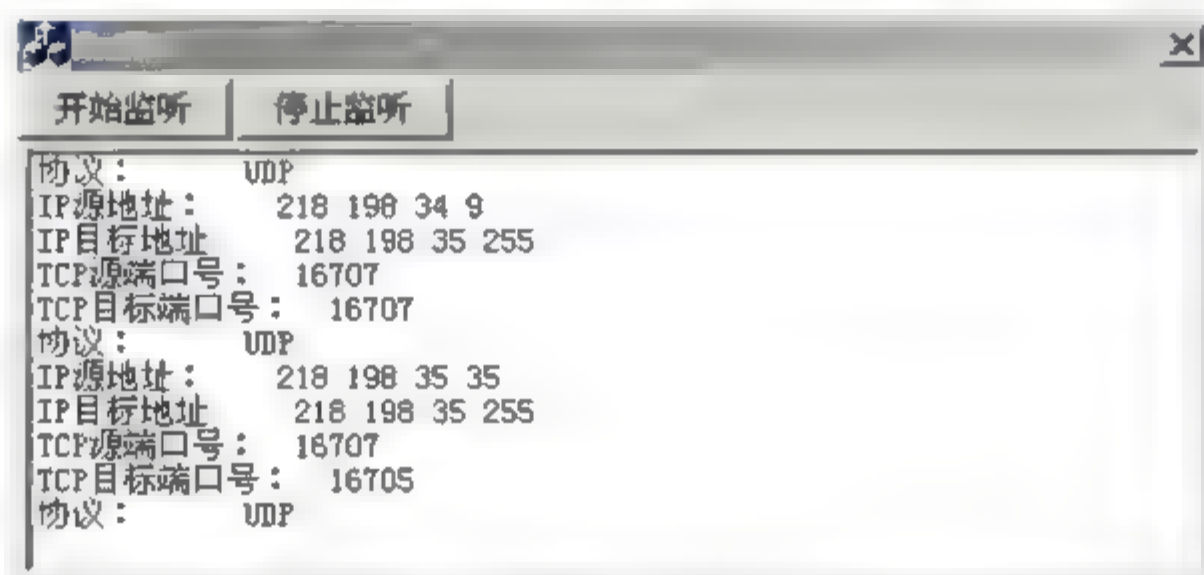 开始监听 停止监听
协议： UDP
IP源地址： 218 198 34 9
IP目标地址 218 198 35 255
TCP源端口号： 16707
TCP目标端口号： 16707
协议： UDP
IP源地址： 218 198 35 35
IP目标地址 218 198 35 255
TCP源端口号： 16707
TCP目标端口号： 16705
协议： UDP